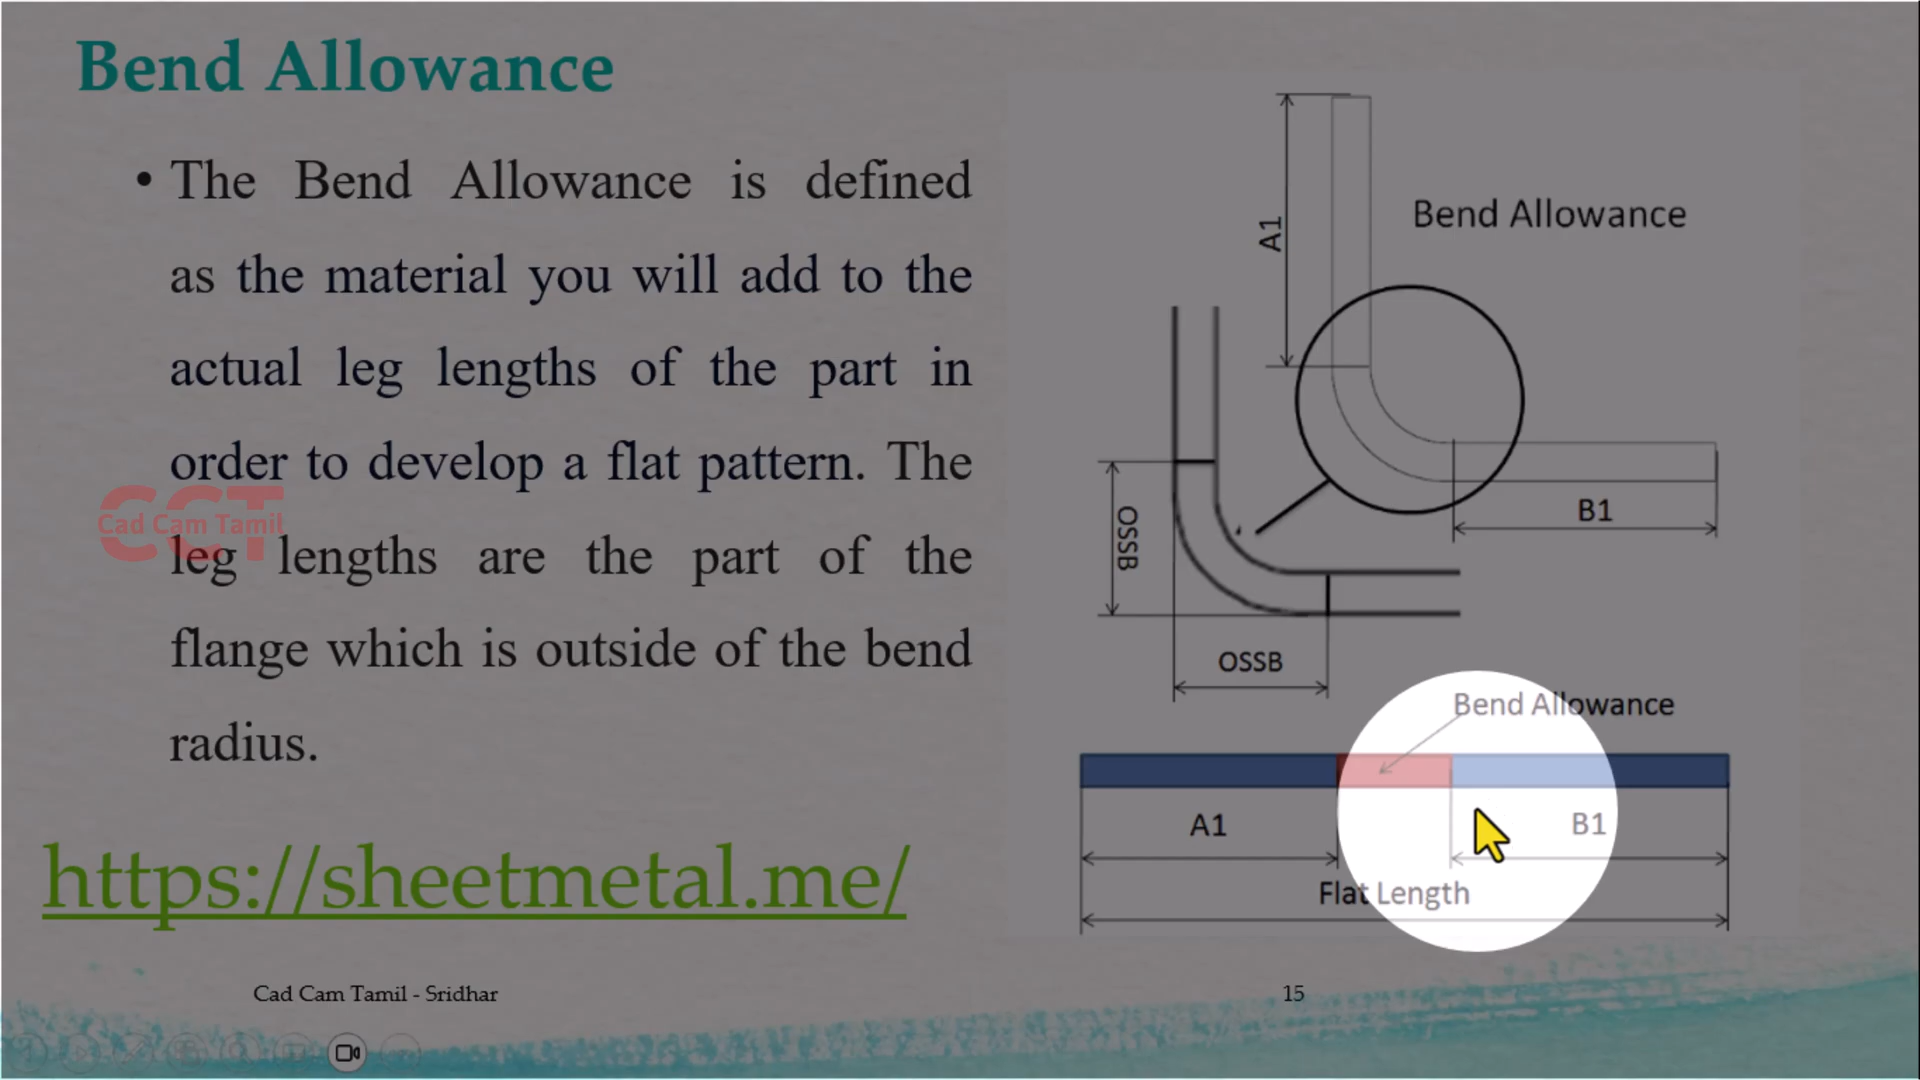 Bend Allowance
• The Bend Allowance is defined
as the material you will add to the
actual leg lengths of the part in
order to develop a flat pattern. The
leg lengths are the part of the
flange which is outside of the bend
radius.
CCT
Cad Cam Tamil
https://sheetmetal.me/
A1
Bend Allowance
B1
OSSB
OSSB
Bend Allowance
A1
B1
Flat Length
Cad Cam Tamil - Sridhar
15